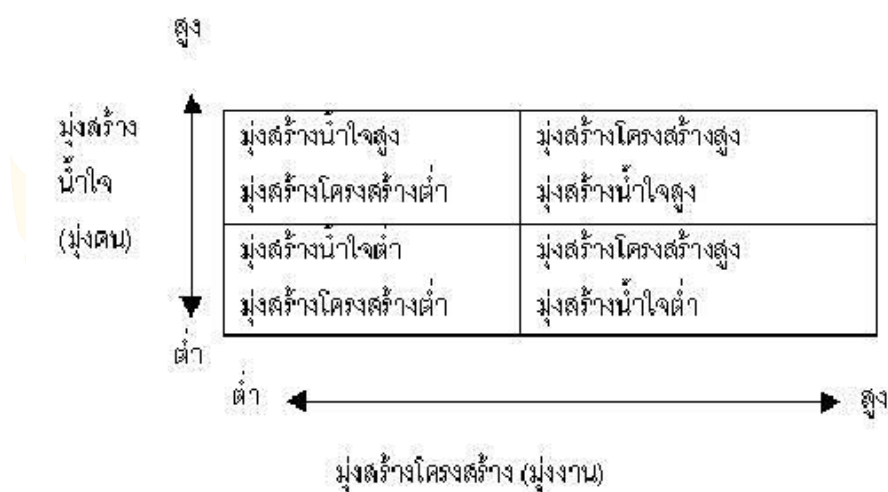 สูง
มุ่งสร้าง
น้ำใจ
(มุ่งคน)
มุ่งสร้างน้ำใจสูง
มุ่งสร้างโครงสร้างต่ำ
มุ่งสร้างโครงสร้างสูง
มุ่งสร้างน้ำใจสูง
มุ่งสร้างน้ำใจต่ำ
มุ่งสร้างโครงสร้างต่ำ
มุ่งสร้างโครงสร้างสูง
มุ่งสร้างน้ำใจต่ำ
ต่ำ
ต่ำ
สูง
มุ่งสร้างโครงสร้าง (มุ่งงาน)